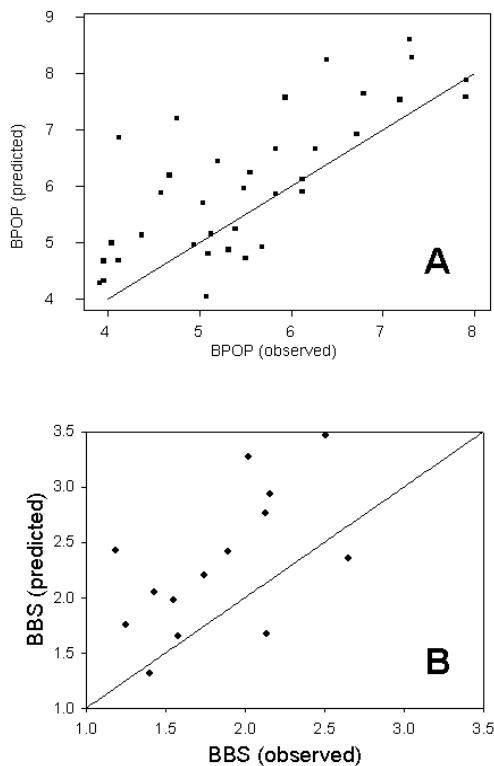 9
8
7
6
5
4
BPOP (predicted)
A
4 5 6 7 8
BPOP (observed)
3.5
3.0
2.5
2.0
1.5
1.0
BBS (predicted)
B
1.0 1.5 2.0 2.5 3.0 3.5
BBS (observed)